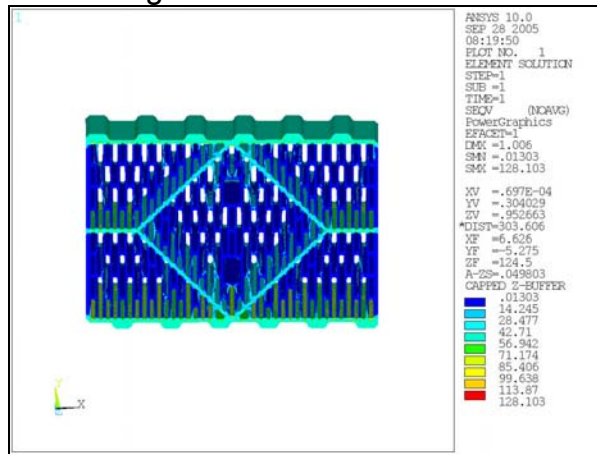 1
ANSYS 10.0
SEP 28 2005
08:19:50
PLOT NO. 1
ELEMENT SOLUTION
STEP=1
SUB =1
TIME=1
SEQV (NOAVG)
PowerGraphics
EFACET=1
DMX =1.006
SMN =.01303
SMX =128.103
XV =.697E-04
YV =.304029
ZV =.952663
*DIST=303.606
XF =6.626
YF =-5.275
ZF =124.5
A-ZS=.049803
CAPPED Z-BUFFER
.01303
14.245
28.477
42.71
56.942
71.174
85.406
99.638
113.87
128.103
Y
X